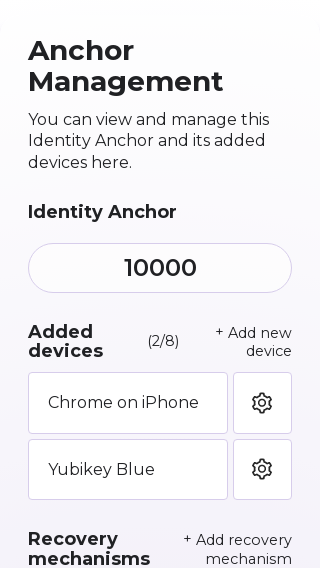 Anchor
Management
You can view and manage this
Identity Anchor and its added
devices here.
Identity Anchor
10000
Added
devices
(2/8)
+ Add new
device
Chrome on iPhone
Yubikey Blue
Recovery
mechanisms
+ Add recovery
mechanism